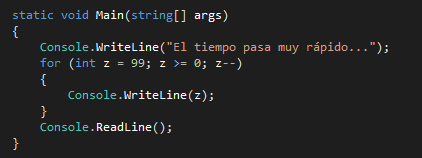 static void Main(string[] args)
{
    Console.WriteLine("El tiempo pasa muy rápido...");
    for (int z = 99; z >= 0; z--)
    {
        Console.WriteLine(z);
    }
    Console.ReadLine();
}